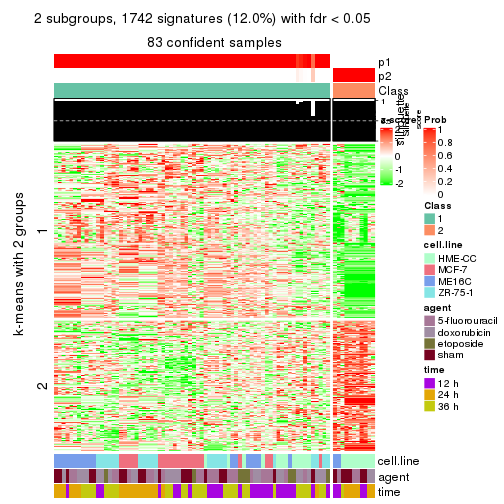 2 subgroups, 1742 signatures (12.0%) with fdr < 0.05
83 confident samples
p1
p2
Class
1
silhouette
score
z-score
2
1
0
-1
-2
Prob
1
0.8
0.6
0.4
0.2
0
Class
1
2
cell.line
HME-CC
MCF-7
ME16C
ZR-75-1
agent
5-fluorouracil
doxorubicin
etoposide
sham
time
12 h
24 h
36 h
k-means with 2 groups
1
2
cell.line
agent
time